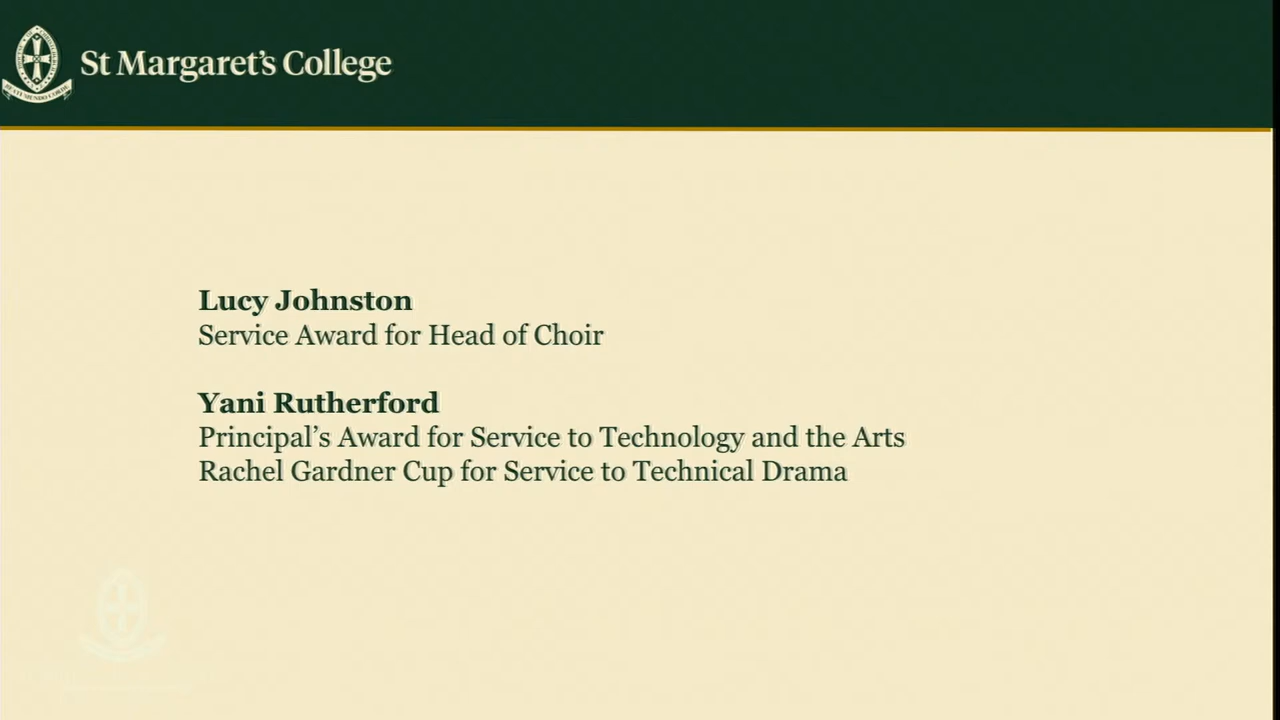 St Margaret's College
Lucy Johnston
Service Award for Head of Choir
Yani Rutherford
Principal's Award for Service to Technology and the Arts
Rachel Gardner Cup for Service to Technical Drama